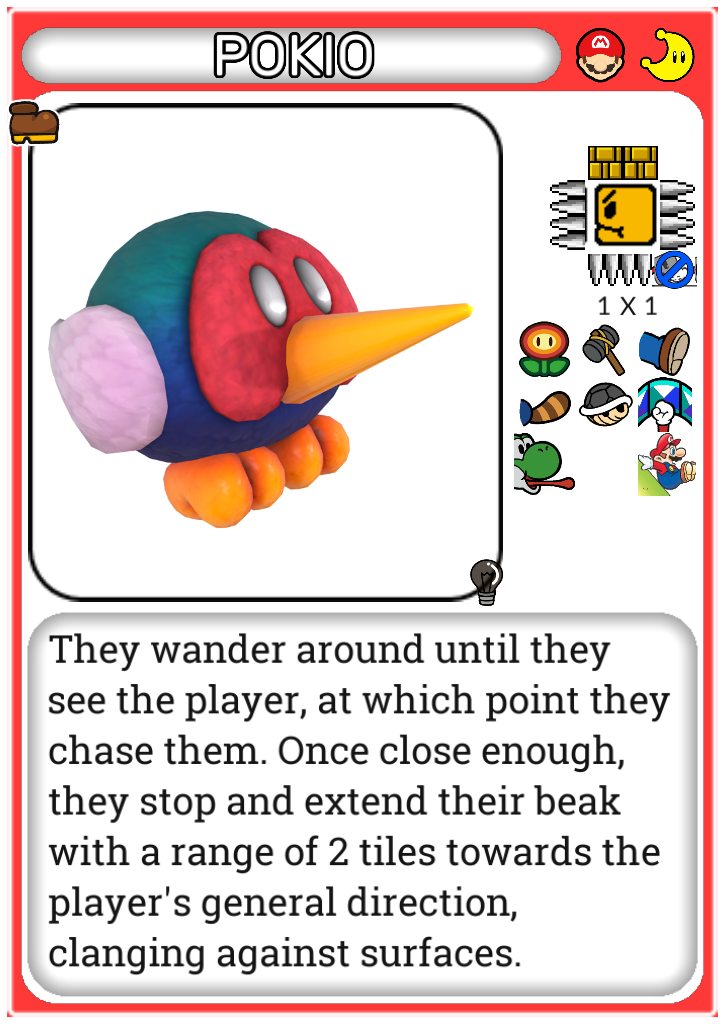 POKIO
1 X 1
They wander around until they
see the player, at which point they
chase them. Once close enough,
they stop and extend their beak
with a range of 2 tiles towards the
player's general direction,
clanging against surfaces.